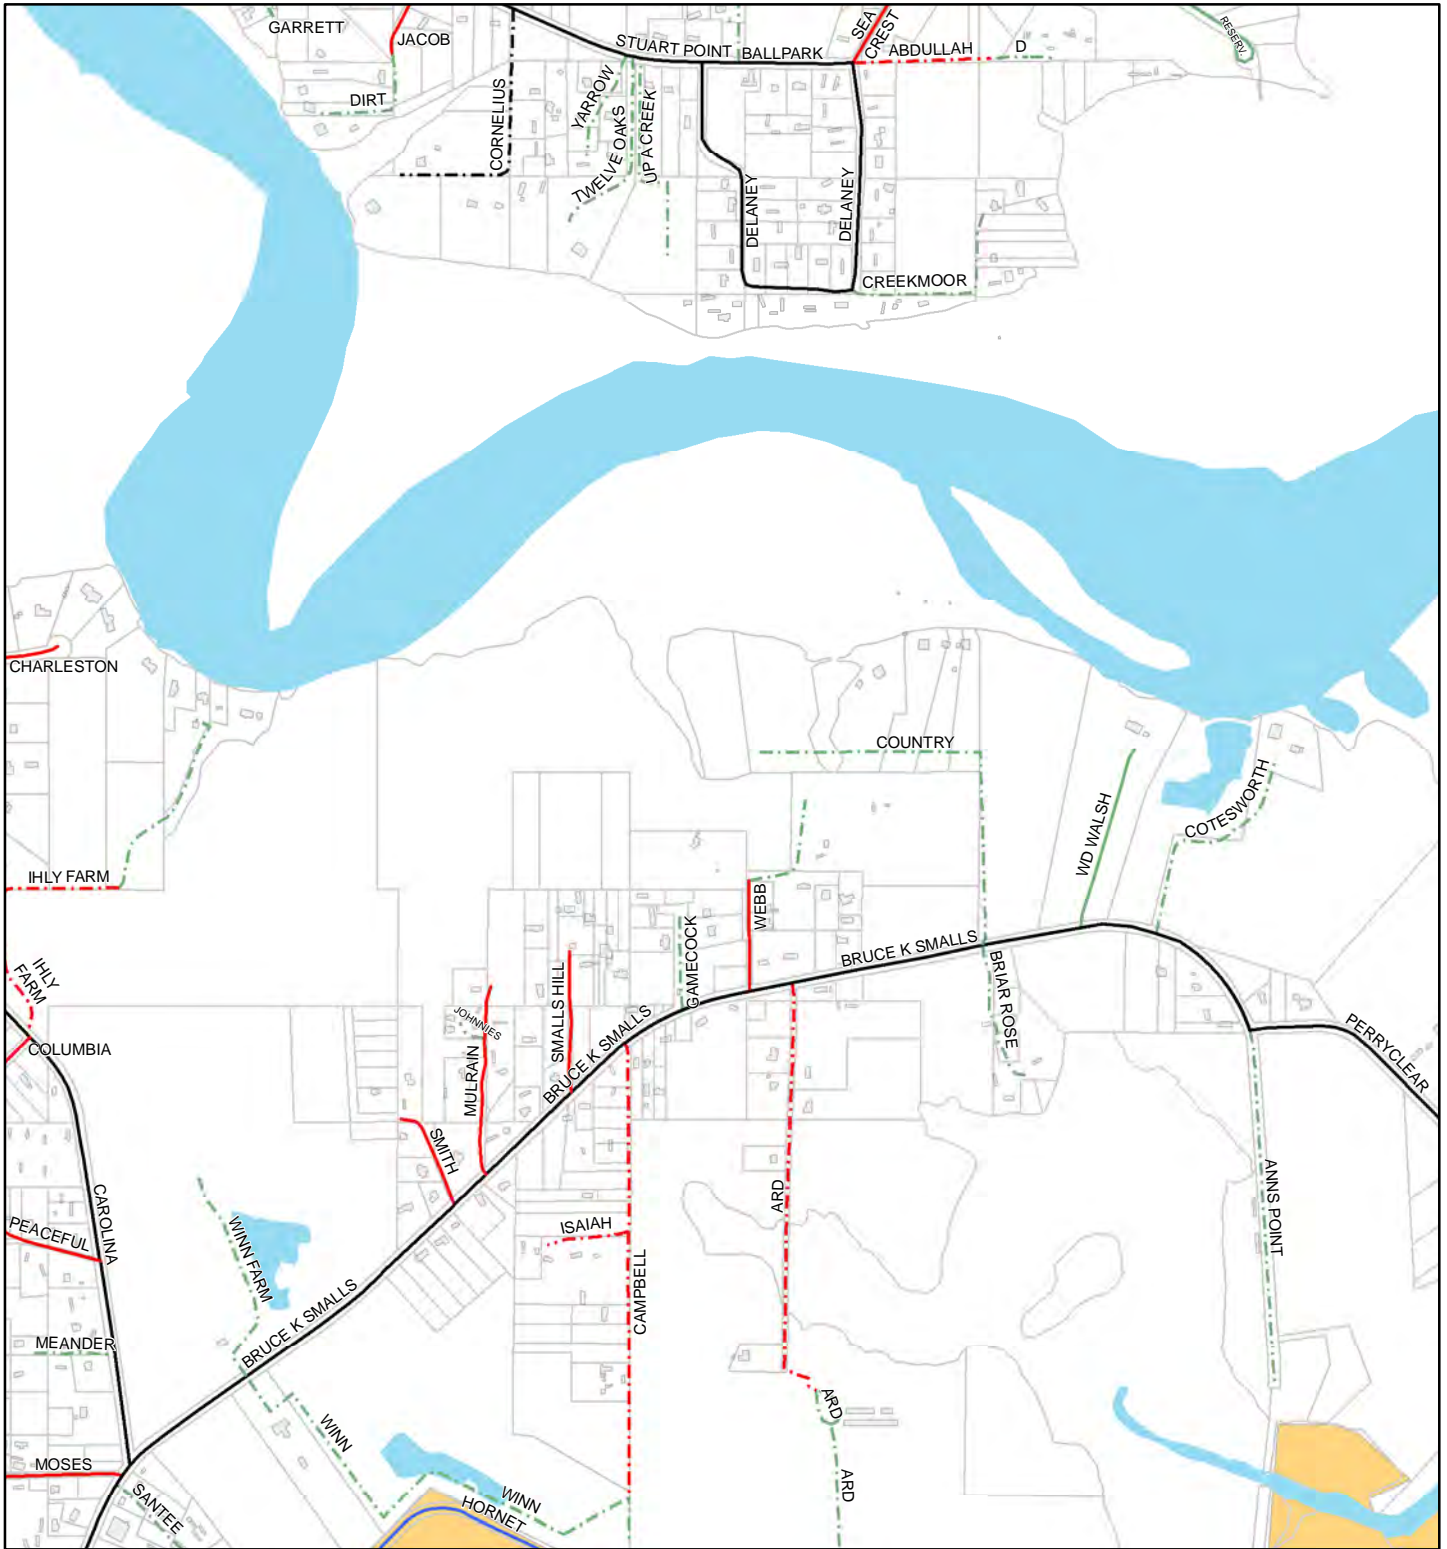 GARRETT
JACOB
SEA
CREST
RESERV.
STUART POINT
BALLPARK
ABDULLAH
D
DIRT
CORNELIUS
YARROW
TWELVE OAKS
UP A CREEK
DELANEY
DELANEY
CREEKMOOR
CHARLESTON
COUNTRY
WD WALSH
COTESWORTH
IHLY FARM
WEBB
GAMECOCK
BRUCE K SMALLS
BRIAR ROSE
IHLY
FARM
COLUMBIA
JOHNNIES
MULRAIN
SMALLS HILL
BRUCE K SMALLS
PERRYCLEAR
SMITH
CAROLINA
PEACEFUL
WINN FARM
ISAIAH
ARD
ANNS POINT
CAMPBELL
MEANDER
BRUCE K SMALLS
WINN
ARD
MOSES
SANTEE
WINN
HORNET
ARD